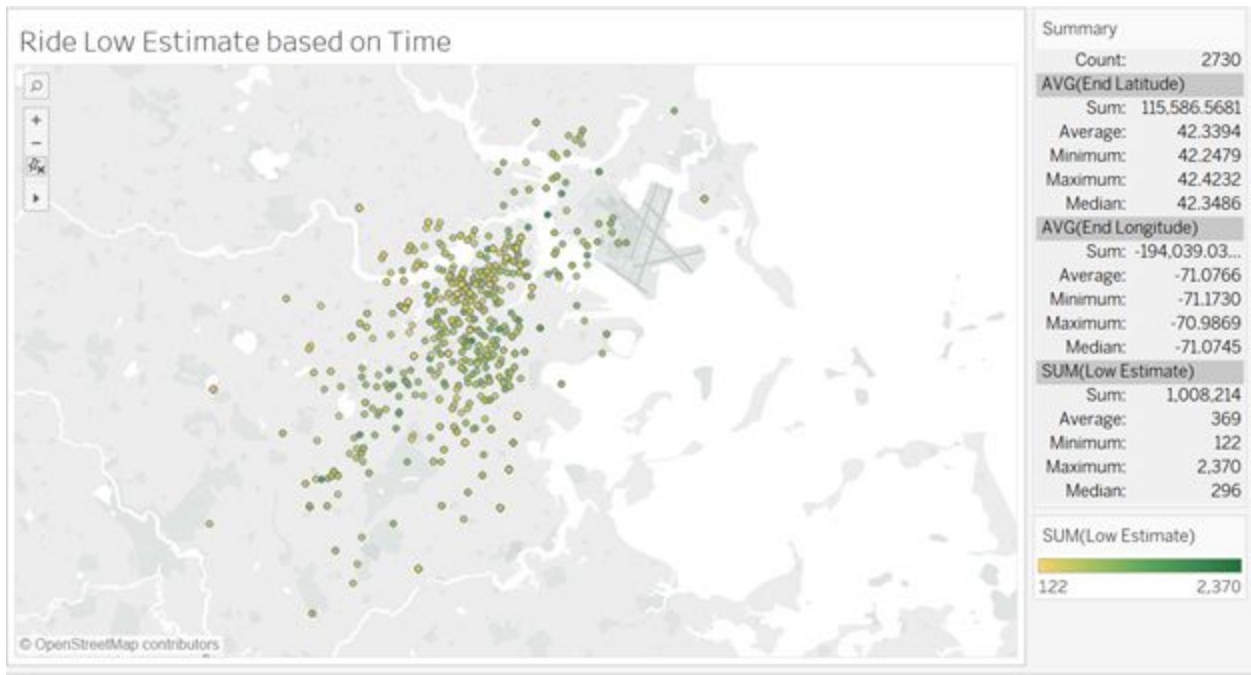 Ride Low Estimate based on Time
© OpenStreetMap contributors
Summary
Count: 2730
AVG(End Latitude)
Sum: 115,586.5681
Average: 42.3394
Minimum: 42.2479
Maximum: 42.4232
Median: 42.3486
AVG(End Longitude)
Sum: -194,039.03...
Average: -71.0766
Minimum: -71.1730
Maximum: -70.9869
Median: -71.0745
SUM(Low Estimate)
Sum: 1,008,214
Average: 369
Minimum: 122
Maximum: 2,370
Median: 296
SUM(Low Estimate)
122 2,370